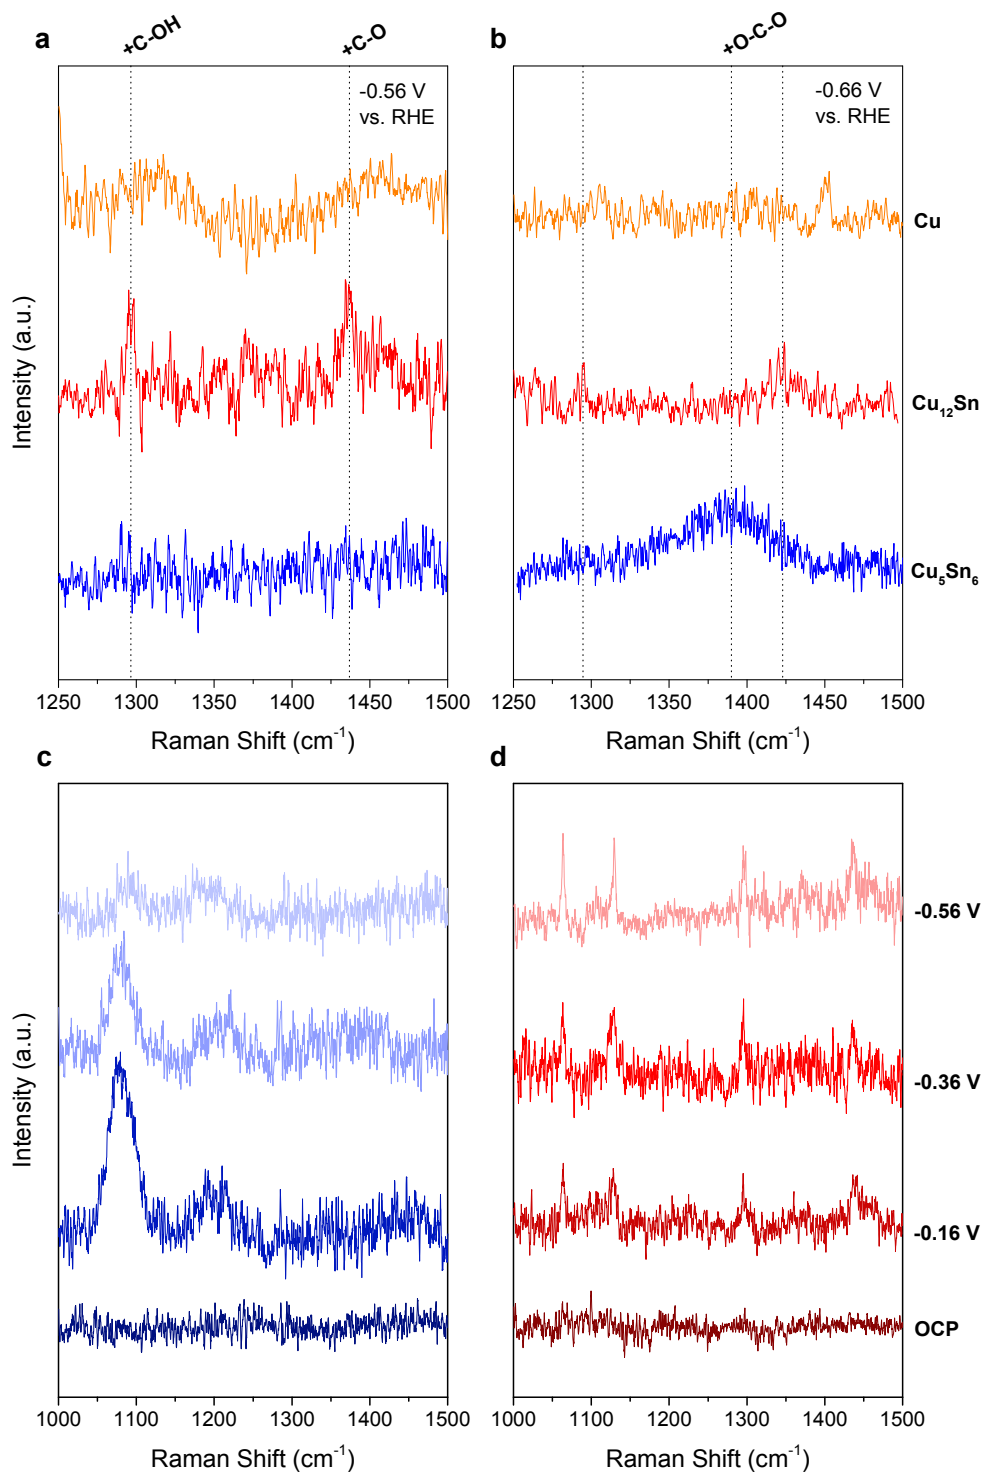 a
+C-OH
+C-O
b
+O-C-O
-0.56 V
vs. RHE
-0.66 V
vs. RHE
Cu
Cu₁₂Sn
Cu₅Sn₆
Intensity (a.u.)
1250 1300 1350 1400 1450 1500
1250 1300 1350 1400 1450 1500
Raman Shift (cm⁻¹)
Raman Shift (cm⁻¹)
c
d
-0.56 V
-0.36 V
-0.16 V
OCP
Intensity (a.u.)
1000 1100 1200 1300 1400 1500
1000 1100 1200 1300 1400 1500
Raman Shift (cm⁻¹)
Raman Shift (cm⁻¹)